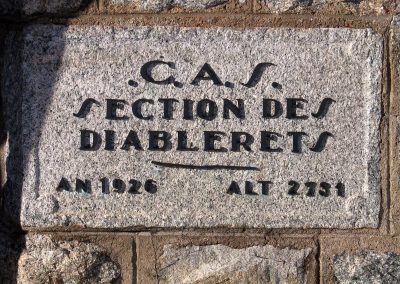 .C.A.S.
SECTION DES
DIABLERETS
AN 1926 ALT 2731